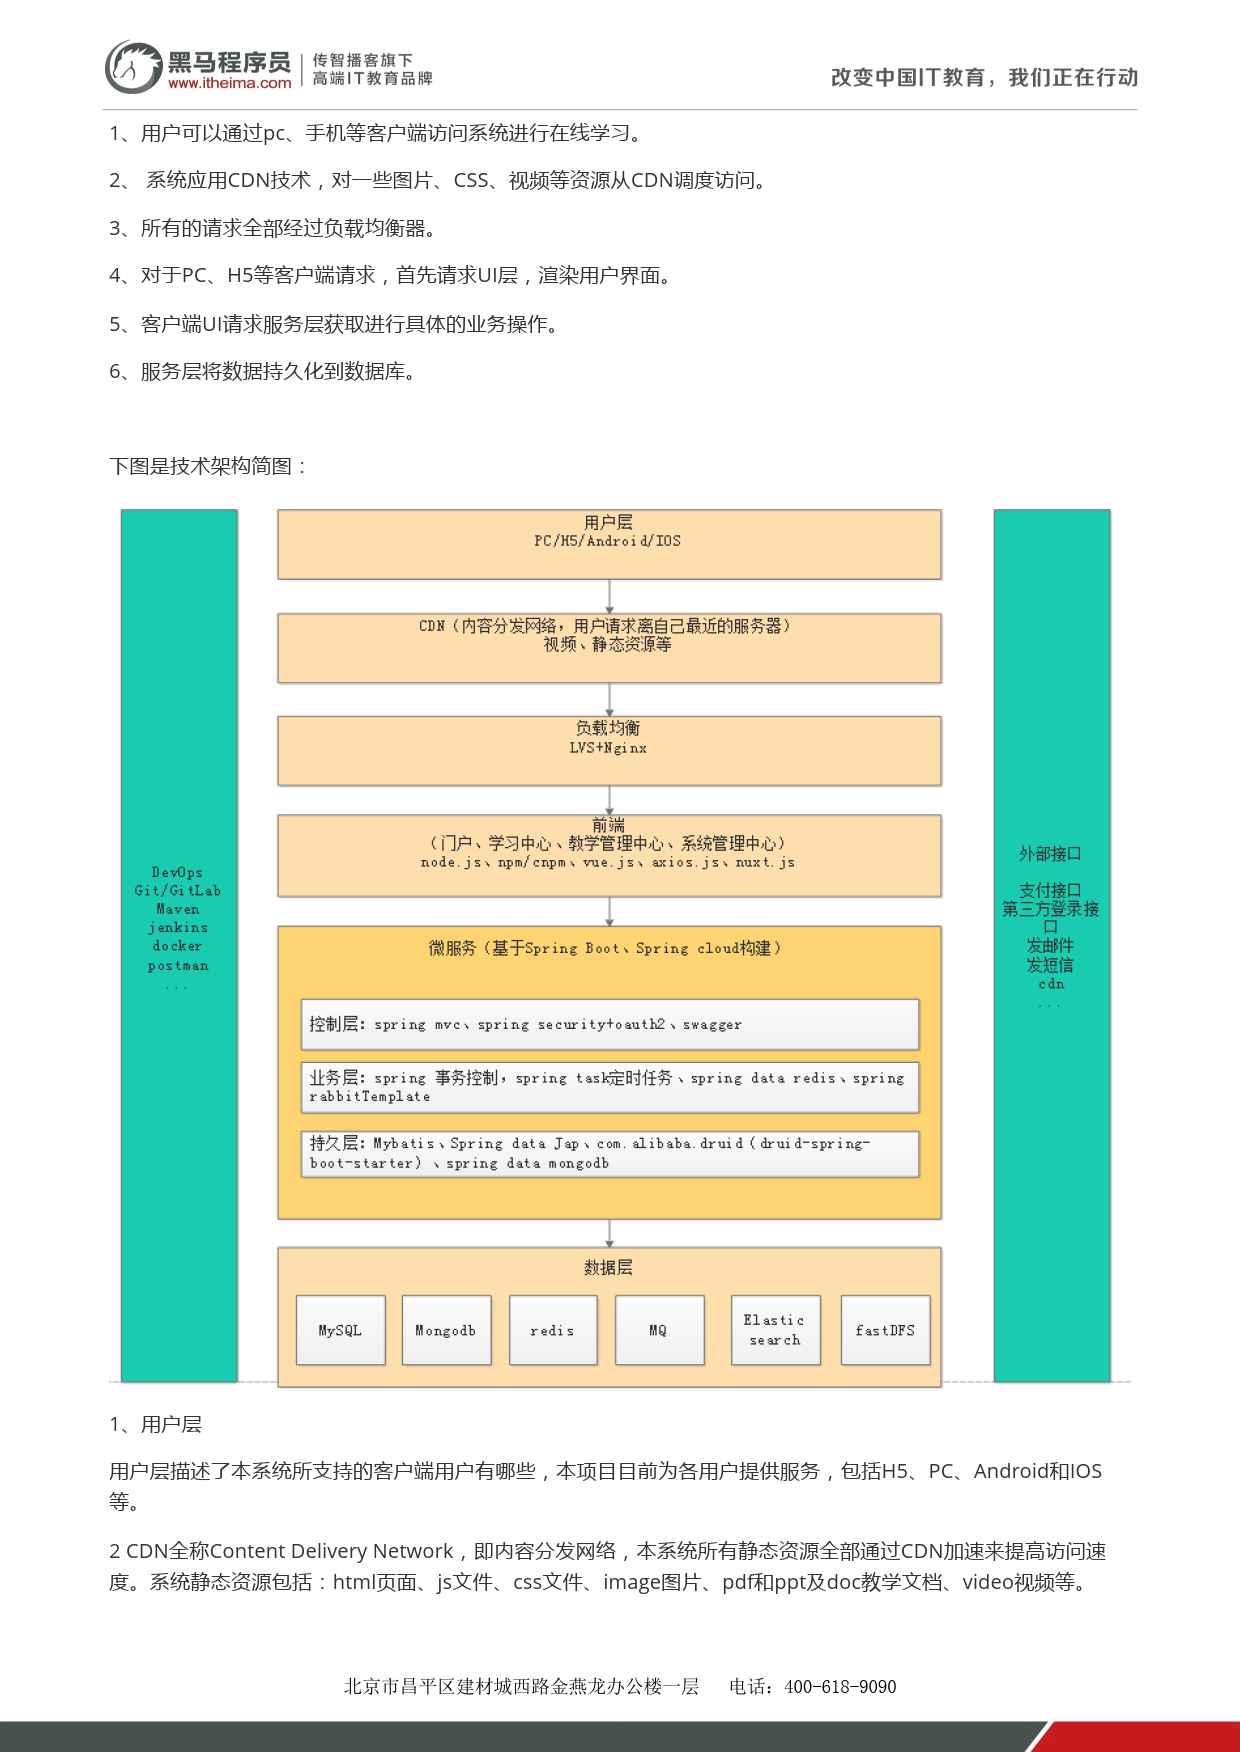 黑马程序员
www.itheima.com
传智播客旗下
高端IT教育品牌
改变中国IT教育，我们正在行动
1、用户可以通过pc、手机等客户端访问系统进行在线学习。
2、 系统应用CDN技术，对一些图片、CSS、视频等资源从CDN调度访问。
3、所有的请求全部经过负载均衡器。
4、对于PC、H5等客户端请求，首先请求UI层，渲染用户界面。
5、客户端UI请求服务层获取进行具体的业务操作。
6、服务层将数据持久化到数据库。
下图是技术架构简图：
用户层
PC/H5/Android/IOS
CDN（内容分发网络，用户请求离自己最近的服务器）
视频、静态资源等
负载均衡
LVS+Nginx
前端
（门户、学习中心、教学管理中心、系统管理中心）
node.js、npm/cnpm、vue.js、axios.js、nuxt.js
DevOps
Git/GitLab
Maven
jenkins
docker
postman
...
微服务（基于Spring Boot、Spring cloud构建）
控制层：spring mvc、spring security+oauth2、swagger
业务层：spring 事务控制，spring task定时任务、spring data redis、spring
rabbitTemplate
持久层：Mybatis、Spring data Jap、com.alibaba.druid（druid-spring-
boot-starter）、spring data mongodb
外部接口
支付接口
第三方登录接
口
发邮件
发短信
cdn
...
数据层
MySQL
Mongodb
redis
MQ
Elastic
search
fastDFS
1、用户层
用户层描述了本系统所支持的客户端用户有哪些，本项目目前为各用户提供服务，包括H5、PC、Android和IOS
等。
2 CDN全称Content Delivery Network，即内容分发网络，本系统所有静态资源全部通过CDN加速来提高访问速
度。系统静态资源包括：html页面、js文件、css文件、image图片、pdf和ppt及doc教学文档、video视频等。
北京市昌平区建材城西路金燕龙办公楼一层 电话：400-618-9090